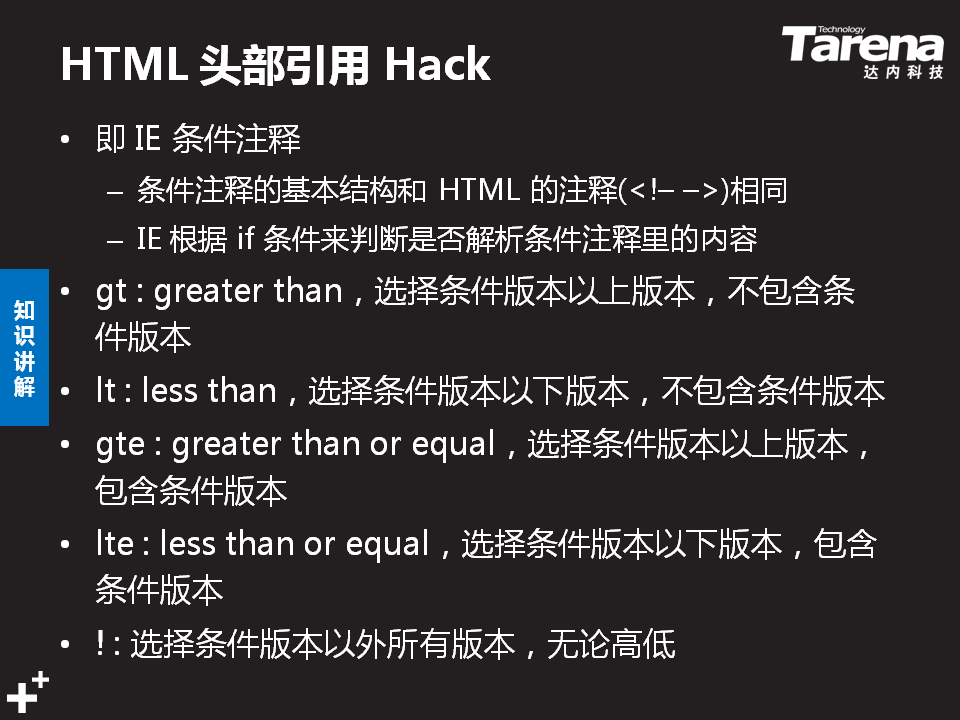 HTML 头部引用 Hack
Technology
Tarena
达内科技
• 即 IE 条件注释
– 条件注释的基本结构和 HTML 的注释(<!– –>)相同
– IE 根据 if 条件来判断是否解析条件注释里的内容
• gt : greater than，选择条件版本以上版本，不包含条
件版本
• lt : less than，选择条件版本以下版本，不包含条件版本
• gte : greater than or equal，选择条件版本以上版本，
包含条件版本
• lte : less than or equal，选择条件版本以下版本，包含
条件版本
• ! : 选择条件版本以外所有版本，无论高低
知
识
讲
解